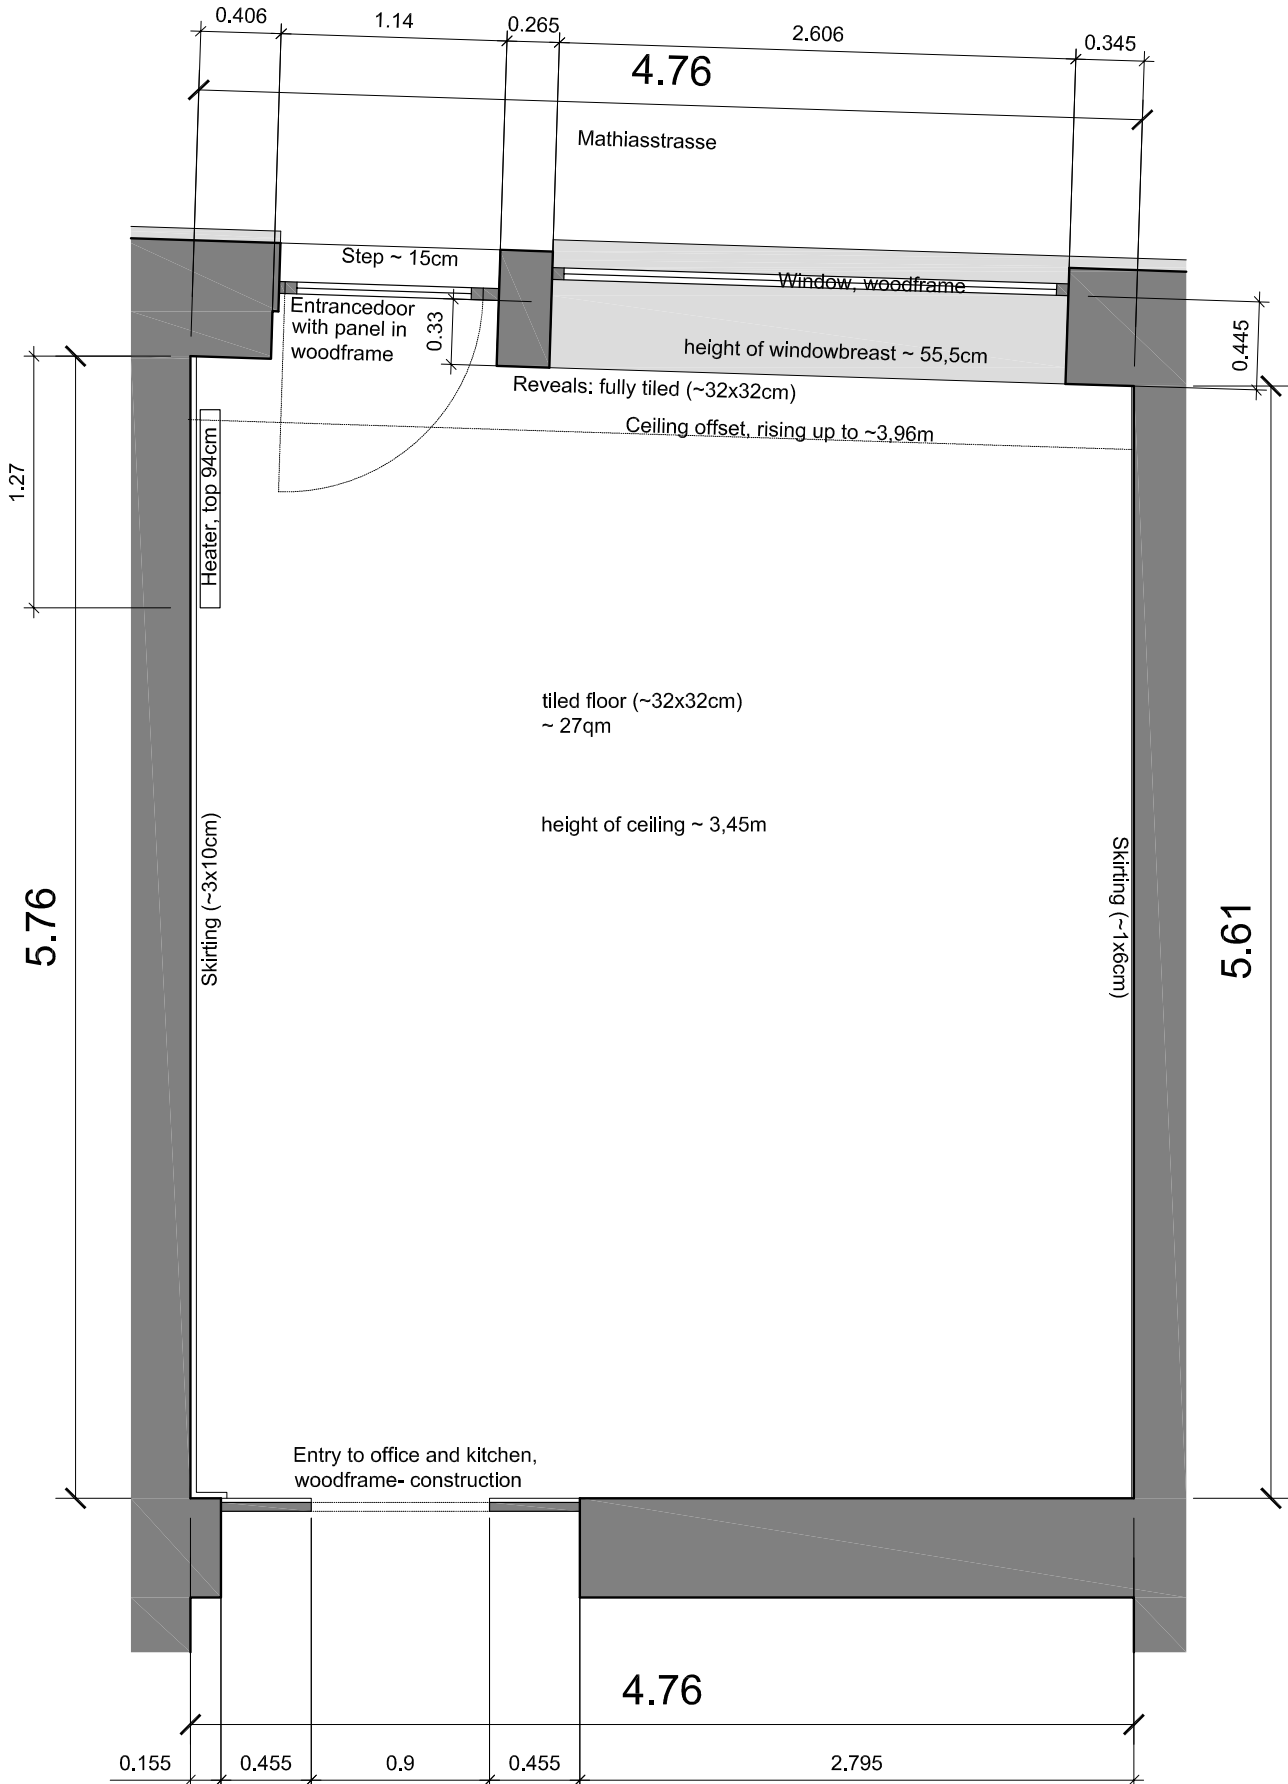 0.406
1.14
0.265
2.606
0.345
4.76
Mathiasstrasse
Step ~ 15cm
Window, woodframe
Entrancedoor
with panel in
woodframe
0.33
height of windowbreast ~ 55,5cm
0.445
Reveals: fully tiled (~32x32cm)
Ceiling offset, rising up to ~3,96m
1.27
Heater, top 94cm
tiled floor (~32x32cm)
~ 27qm
height of ceiling ~ 3,45m
5.76
Skirting (~3x10cm)
Skirting (~1x6cm)
5.61
Entry to office and kitchen,
woodframe- construction
4.76
0.155
0.455
0.9
0.455
2.795